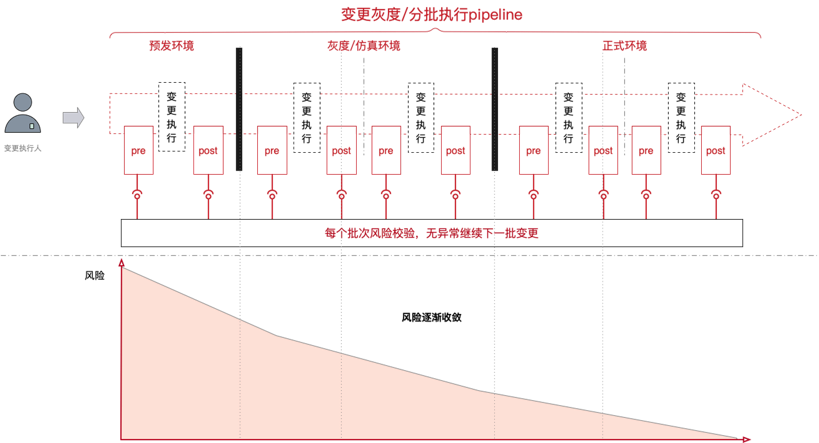 变更灰度/分批执行pipeline
预发环境
灰度/仿真环境
正式环境
变更执行
变更执行
变更执行
变更执行
变更执行
变更执行人
pre
post
pre
post
pre
post
pre
post
pre
post
每个批次风险校验，无异常继续下一批变更
风险
风险逐渐收敛